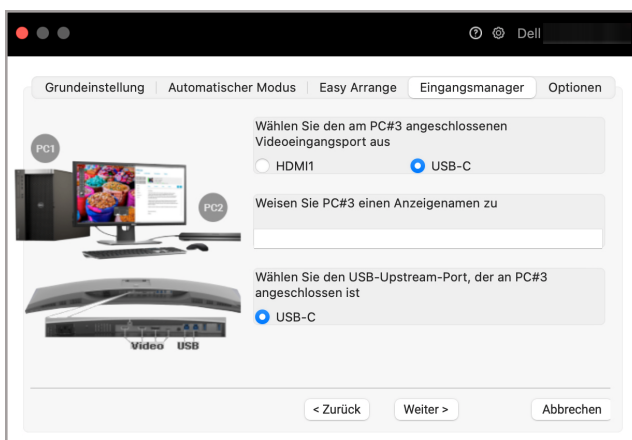 Dell
Grundeinstellung Automatischer Modus Easy Arrange Eingangsmanager Optionen
Wählen Sie den am PC#3 angeschlossenen
Videoeingangsport aus
HDMI1 USB-C
PC1
PC2
Weisen Sie PC#3 einen Anzeigenamen zu
Wählen Sie den USB-Upstream-Port, der an PC#3
angeschlossen ist
USB-C
Video USB
< Zurück Weiter > Abbrechen